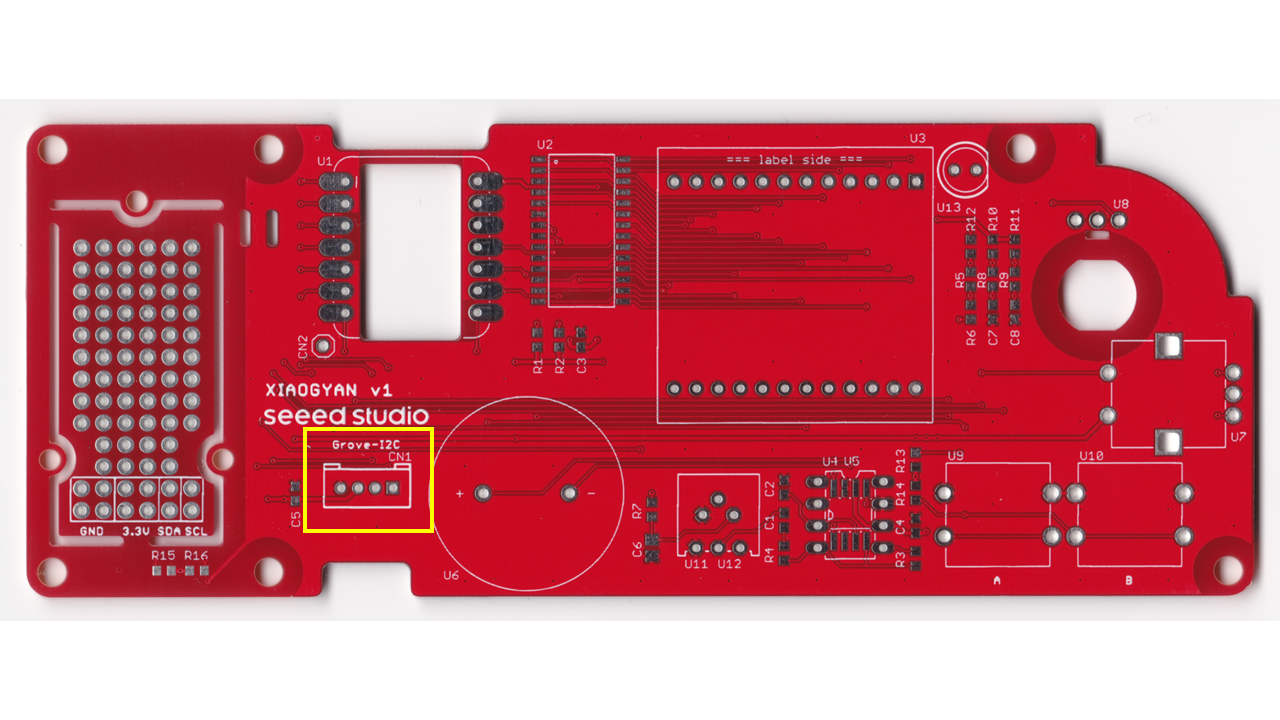 U1
U2
U3
=== label side ===
U13
R12
R10
R11
U8
R5
R8
R9
R6
C7
C8
CN2
R1
R2
C3
XIAOGYAN v1
seeed studio
Grove-I2C
CN1
C5
+
-
U6
U7
R7
C6
U11 U12
C2
C1
R4
U4 U5
R13
R14
C4
R3
U9
U10
A
B
GND 3.3V SDA SCL
R15 R16